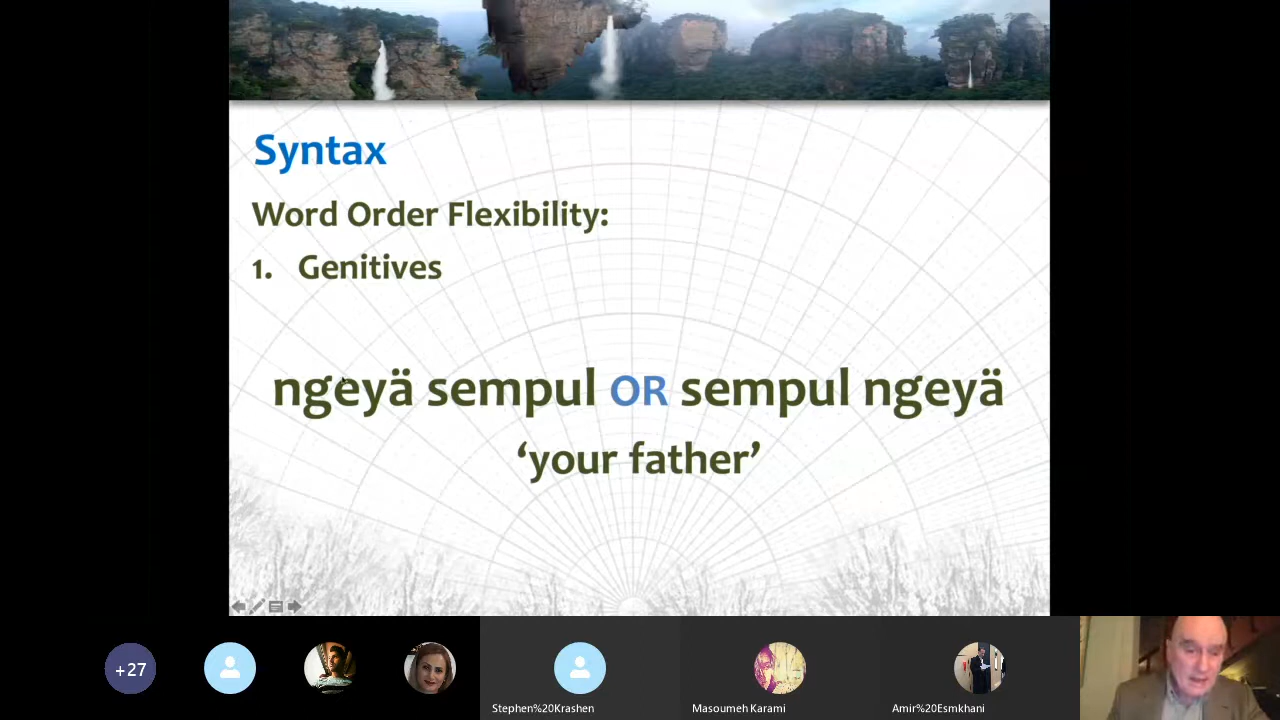 Syntax
Word Order Flexibility:
1. Genitives
ngeyä sempul OR sempul ngeyä
‘your father’
+27
Stephen%20Krashen
Masoumeh Karami
Amir%20Esmkhani